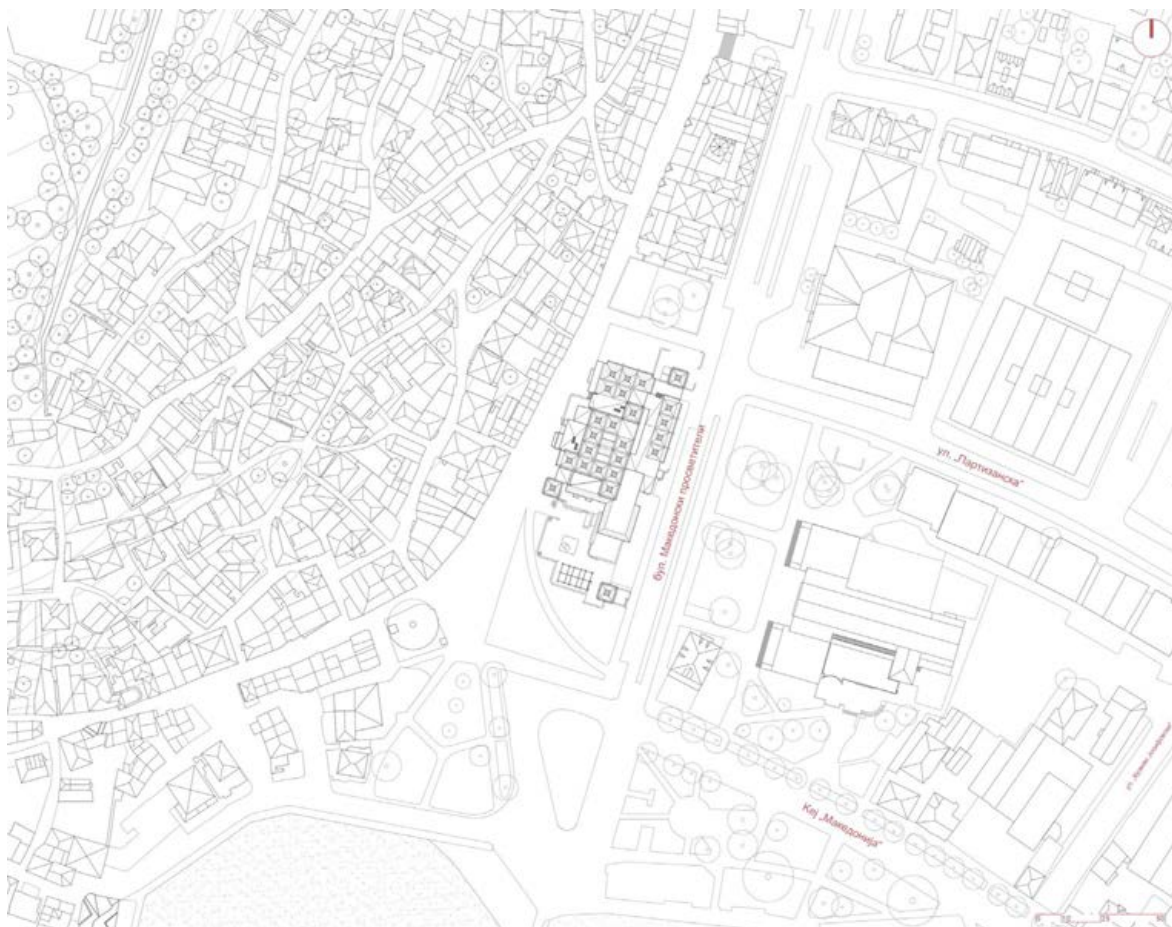 ул. „Партизанска“
бул. Македонски просветители
Кеј „Македонија“